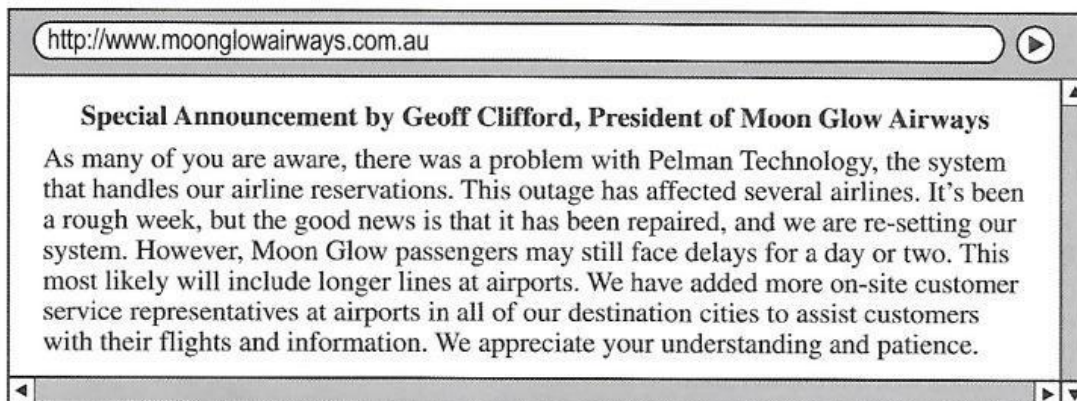 http://www.moonglowairways.com.au
Special Announcement by Geoff Clifford, President of Moon Glow Airways
As many of you are aware, there was a problem with Pelman Technology, the system
that handles our airline reservations. This outage has affected several airlines. It's been
a rough week, but the good news is that it has been repaired, and we are re-setting our
system. However, Moon Glow passengers may still face delays for a day or two. This
most likely will include longer lines at airports. We have added more on-site customer
service representatives at airports in all of our destination cities to assist customers
with their flights and information. We appreciate your understanding and patience.